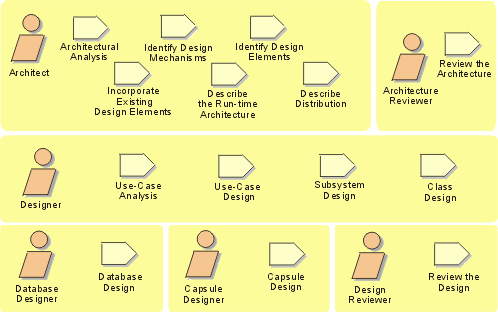 Architect
Architectural
Analysis
Identify Design
Mechanisms
Identify Design
Elements
Incorporate
Existing
Design Elements
Describe
the Run-time
Architecture
Describe
Distribution
Architecture
Reviewer
Review the
Architecture
Designer
Use-Case
Analysis
Use-Case
Design
Subsystem
Design
Class
Design
Database
Designer
Database
Design
Capsule
Designer
Capsule
Design
Design
Reviewer
Review the
Design